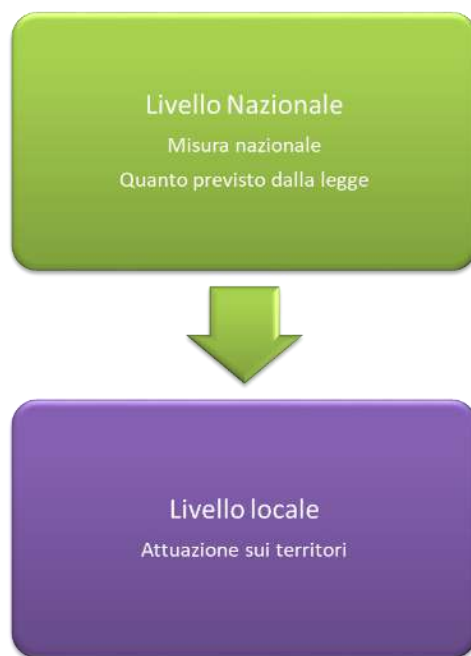 Livello Nazionale
Misura nazionale
Quanto previsto dalla legge
Livello locale
Attuazione sui territori